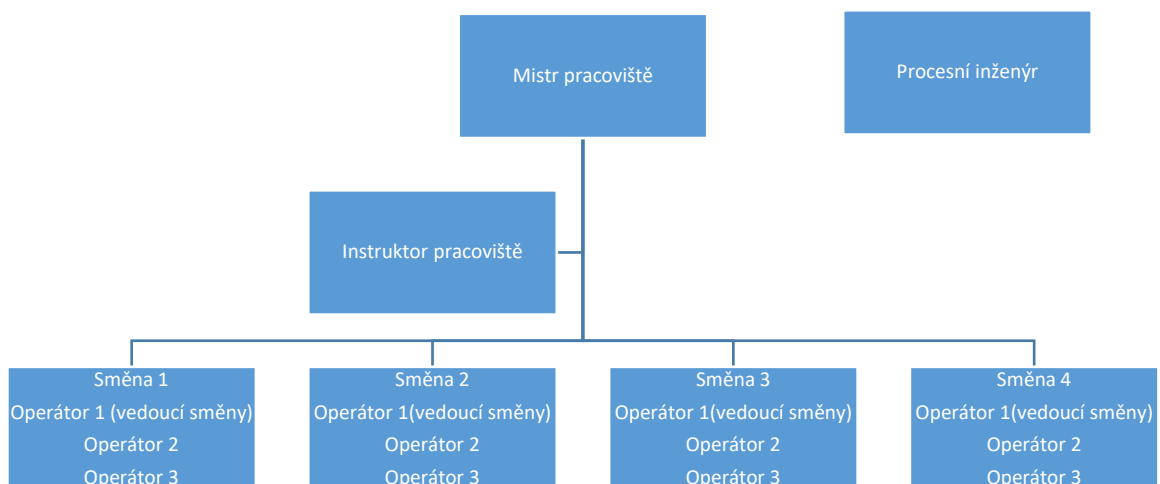 Mistr pracoviště
Procesní inženýr
Instruktor pracoviště
Směna 1
Operátor 1 (vedoucí směny)
Operátor 2
Operátor 3
Směna 2
Operátor 1(vedoucí směny)
Operátor 2
Operátor 3
Směna 3
Operátor 1(vedoucí směny)
Operátor 2
Operátor 3
Směna 4
Operátor 1(vedoucí směny)
Operátor 2
Operátor 3